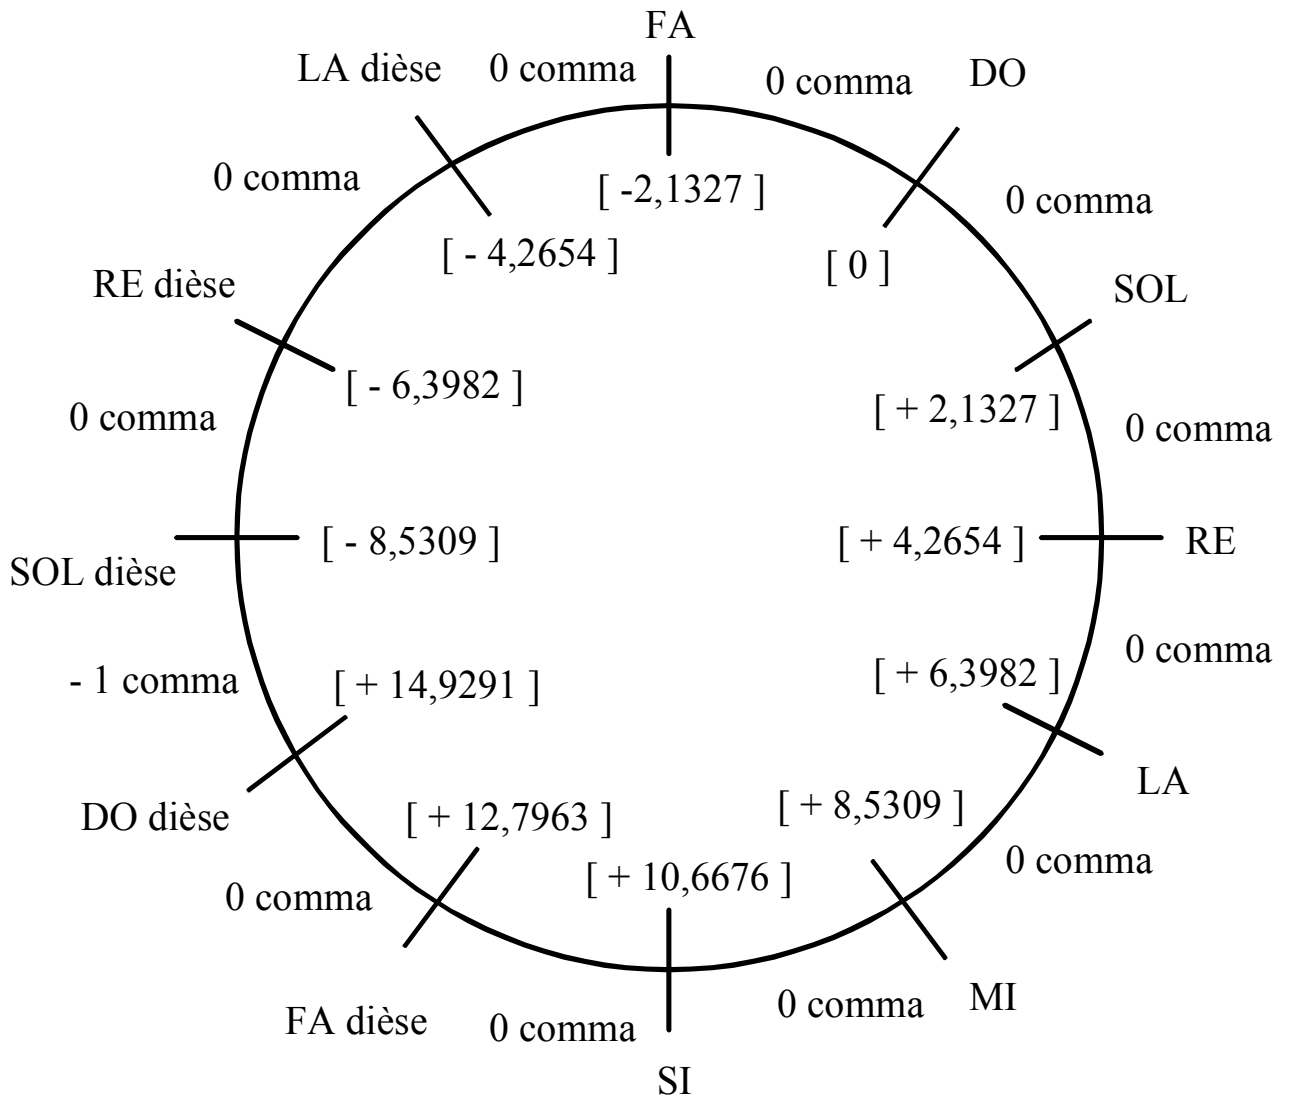 FA
LA dièse
0 comma
0 comma
DO
0 comma
[ -2,1327 ]
0 comma
[ - 4,2654 ]
[ 0 ]
RE dièse
SOL
[ - 6,3982 ]
[ + 2,1327 ]
0 comma
0 comma
SOL dièse
[ - 8,5309 ]
[ + 4,2654 ]
RE
- 1 comma
[ + 14,9291 ]
[ + 6,3982 ]
0 comma
LA
DO dièse
[ + 12,7963 ]
[ + 8,5309 ]
0 comma
[ + 10,6676 ]
0 comma
FA dièse
0 comma
0 comma
MI
SI